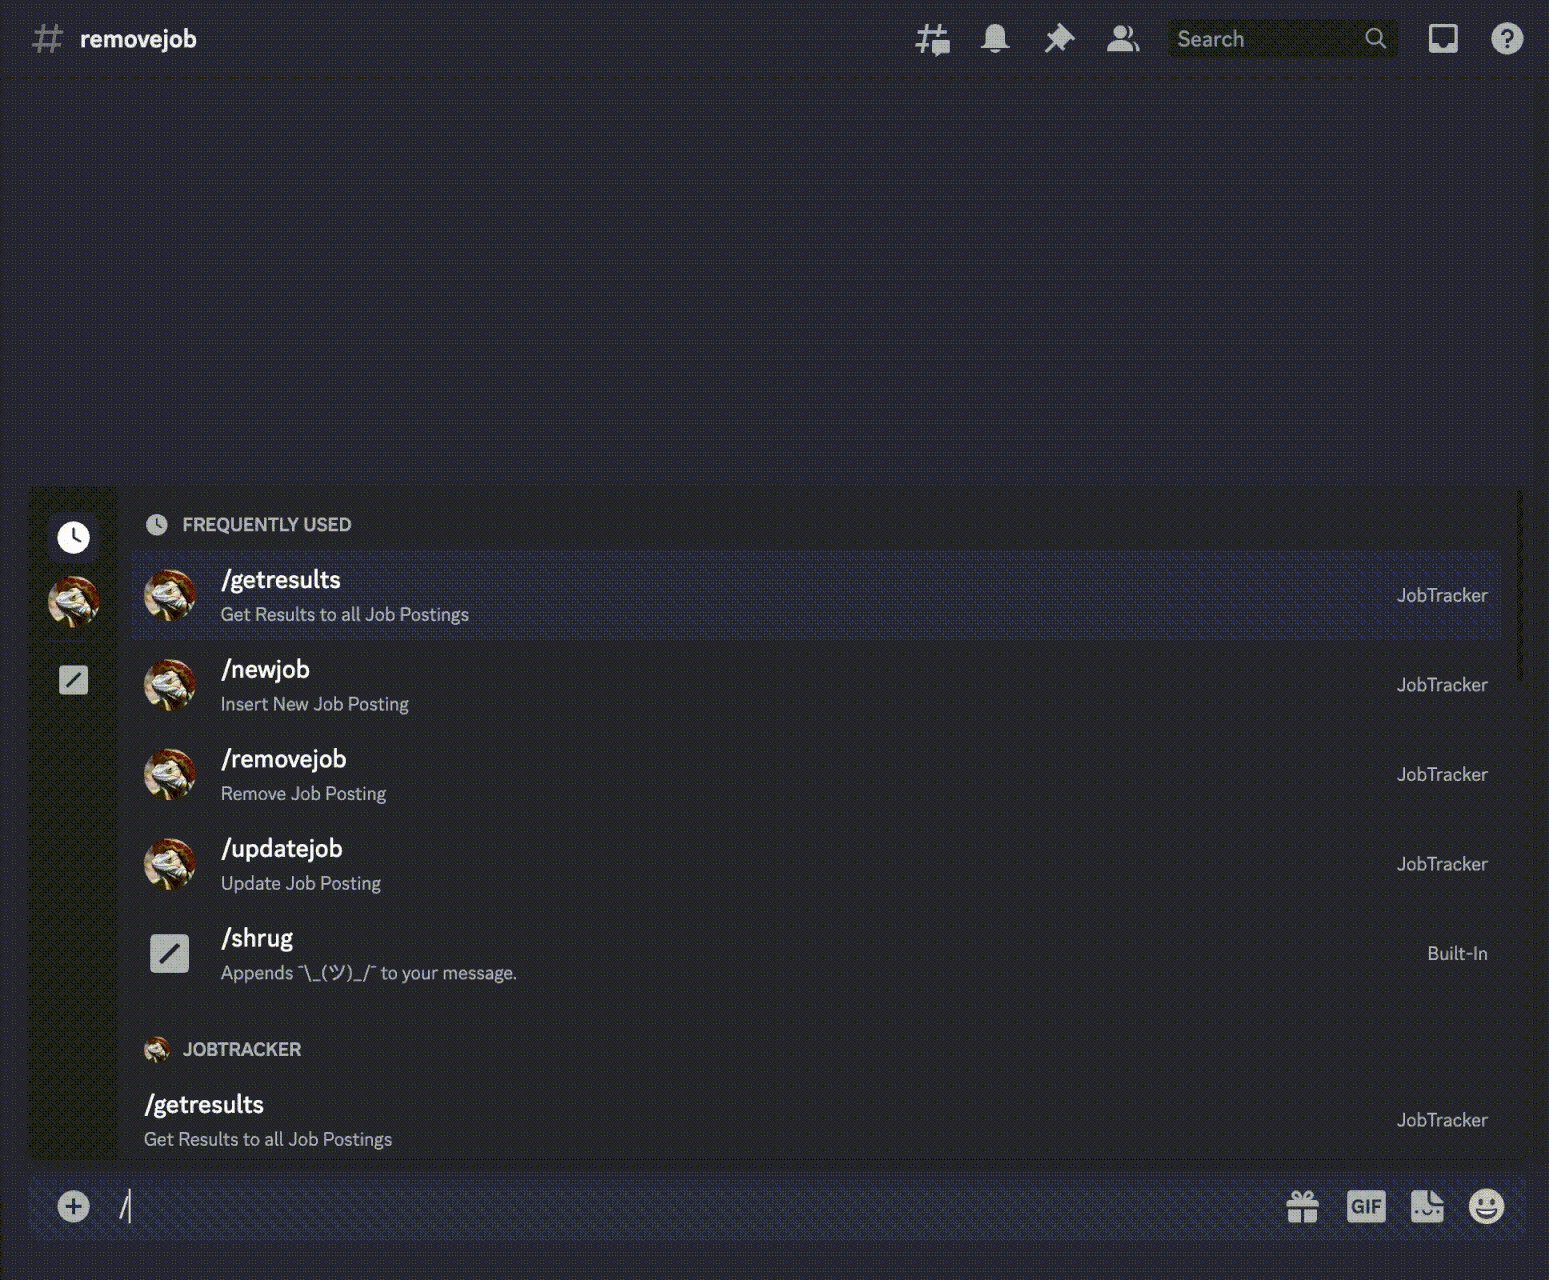 # removejob
Search
FREQUENTLY USED
/getresults
Get Results to all Job Postings
JobTracker
/newjob
Insert New Job Posting
JobTracker
/removejob
Remove Job Posting
JobTracker
/updatejob
Update Job Posting
JobTracker
/shrug
Appends ¯\_(ツ)_/¯ to your message.
Built-In
JOBTRACKER
/getresults
Get Results to all Job Postings
JobTracker
/
GIF